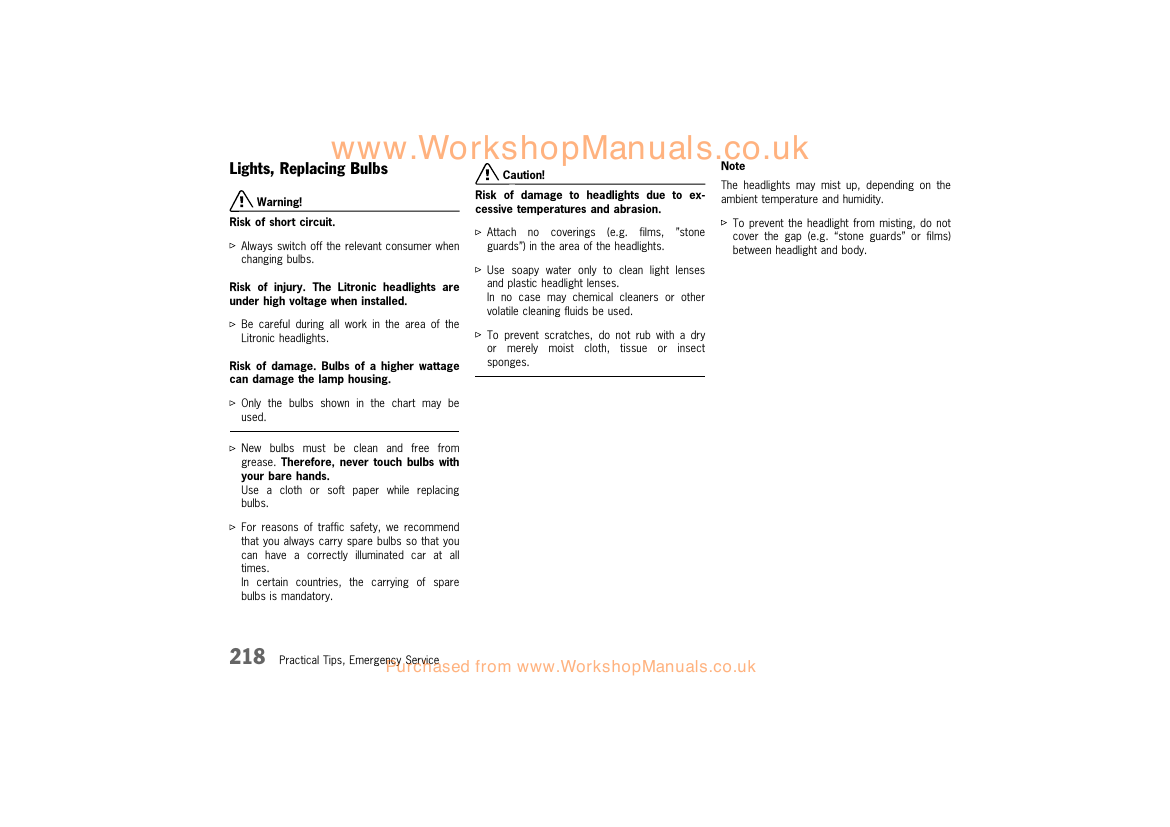 www.WorkshopManuals.co.uk
Lights, Replacing Bulbs
Warning!
Risk of short circuit.
▷ Always switch off the relevant consumer when
changing bulbs.
Risk of injury. The Litronic headlights are
under high voltage when installed.
▷ Be careful during all work in the area of the
Litronic headlights.
Risk of damage. Bulbs of a higher wattage
can damage the lamp housing.
▷ Only the bulbs shown in the chart may be
used.
▷ New bulbs must be clean and free from
grease. Therefore, never touch bulbs with
your bare hands.
Use a cloth or soft paper while replacing
bulbs.
▷ For reasons of traffic safety, we recommend
that you always carry spare bulbs so that you
can have a correctly illuminated car at all
times.
In certain countries, the carrying of spare
bulbs is mandatory.
Caution!
Risk of damage to headlights due to ex-
cessive temperatures and abrasion.
▷ Attach no coverings (e.g. films, "stone
guards") in the area of the headlights.
▷ Use soapy water only to clean light lenses
and plastic headlight lenses.
In no case may chemical cleaners or other
volatile cleaning fluids be used.
▷ To prevent scratches, do not rub with a dry
or merely moist cloth, tissue or insect
sponges.
Note
The headlights may mist up, depending on the
ambient temperature and humidity.
▷ To prevent the headlight from misting, do not
cover the gap (e.g. “stone guards” or films)
between headlight and body.
218 Practical Tips, Emergency Service
Purchased from www.WorkshopManuals.co.uk